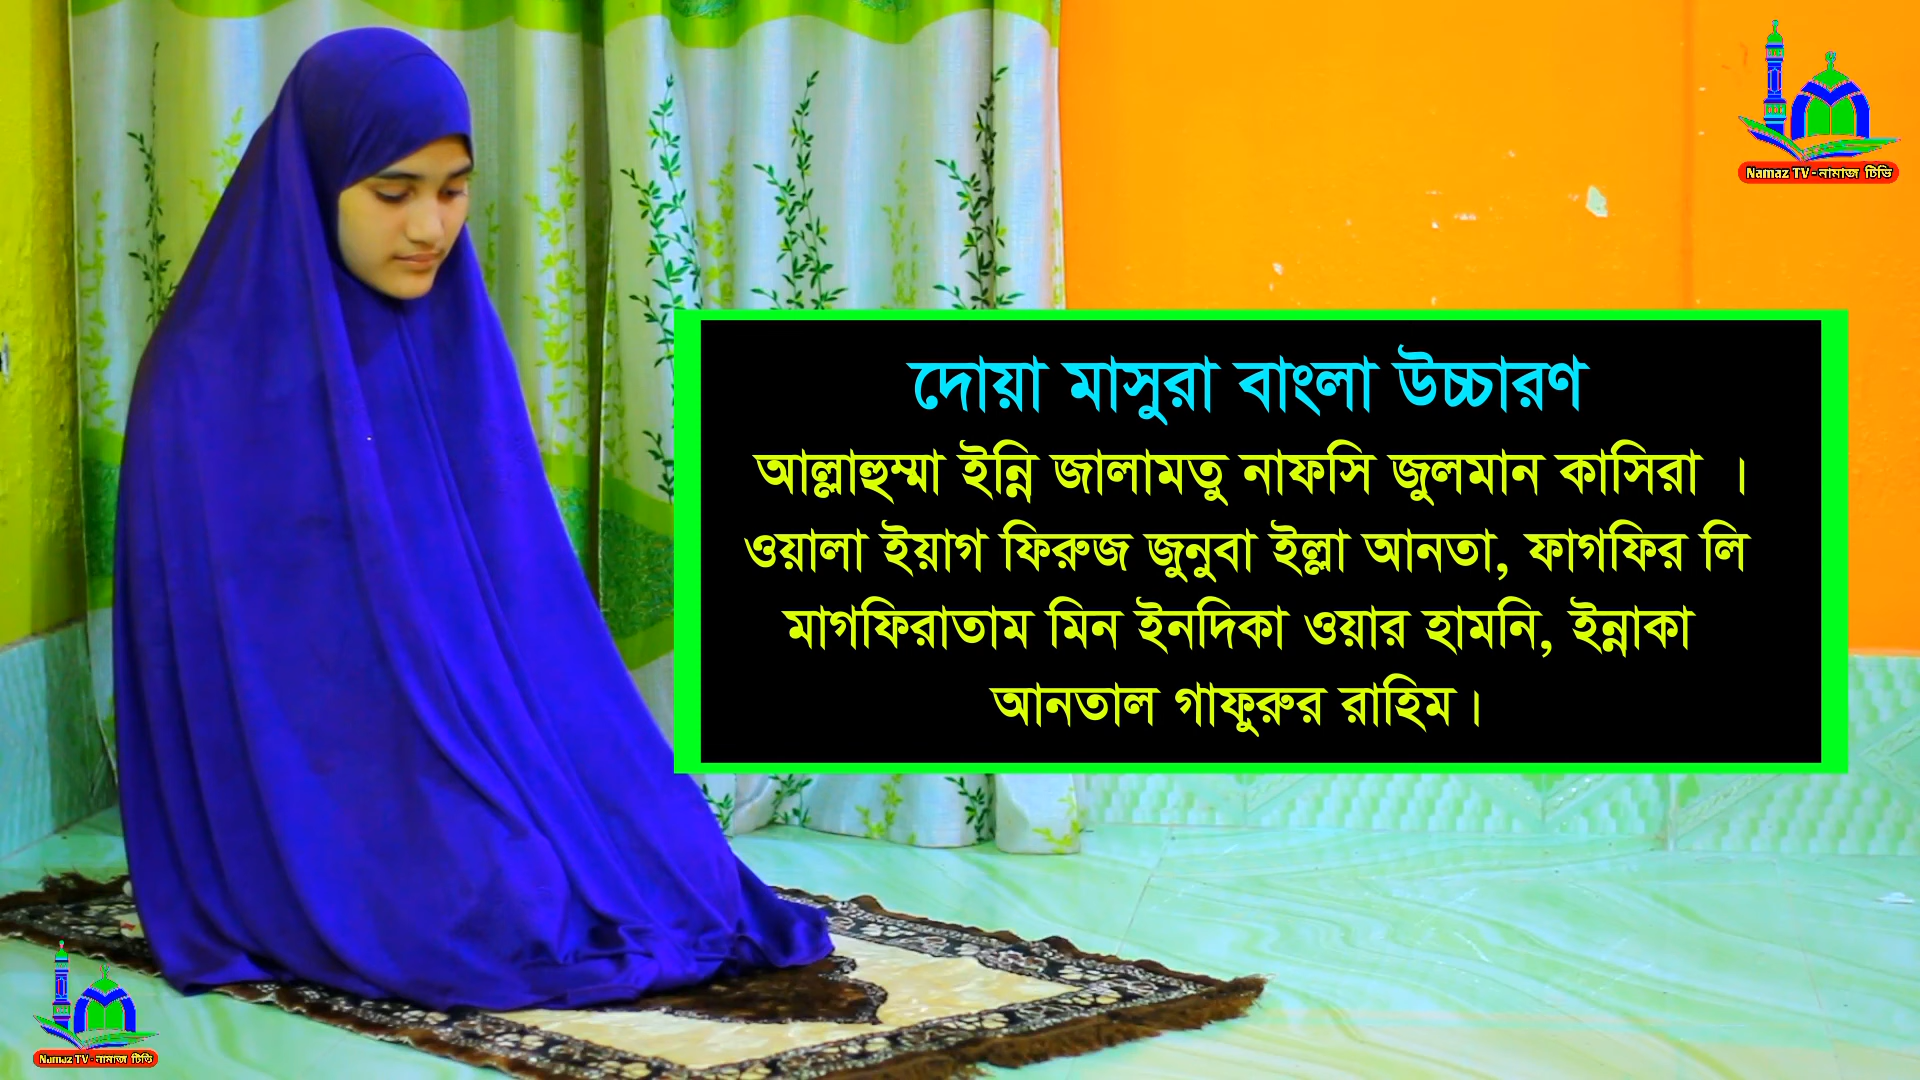 Namaz TV - নামাজ টিভি
দোয়া মাসুরা বাংলা উচ্চারণ
আল্লাহুম্মা ইন্নি জালামতু নাফসি জুলমান কাসিরা ।
ওয়ালা ইয়াগ ফিরুজ জুনুবা ইল্লা আনতা, ফাগফির লি
মাগফিরাতাম মিন ইনদিকা ওয়ার হামনি, ইন্নাকা
আনতাল গাফুরুর রাহিম।
Namaz TV - নামাজ টিভি